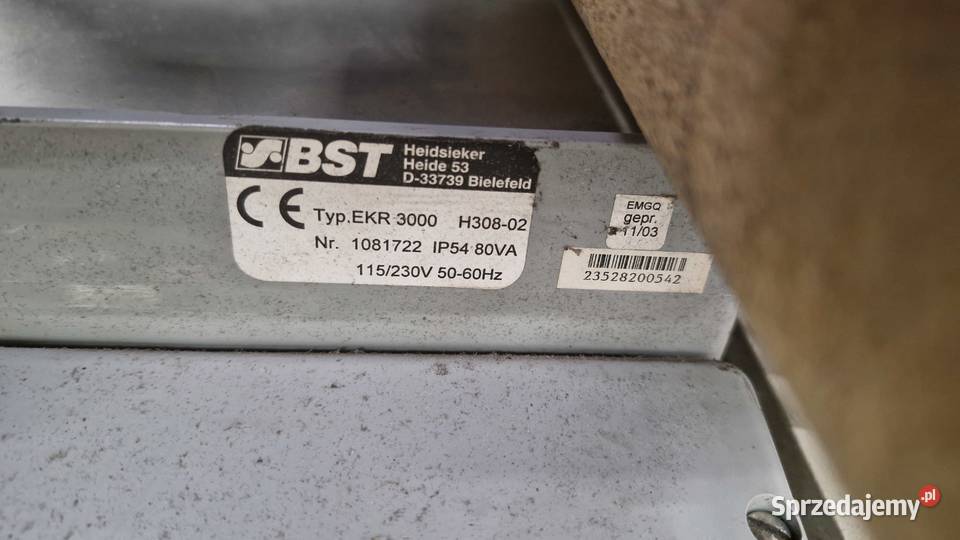 BST
Heidsieker
Heide 53
D-33739 Bielefeld
CE
Typ.EKR 3000 H308-02
Nr. 1081722 IP54 80VA
115/230V 50-60Hz
EMGQ
gepr.
11/03
23528200542
Sprzedajemy.pl